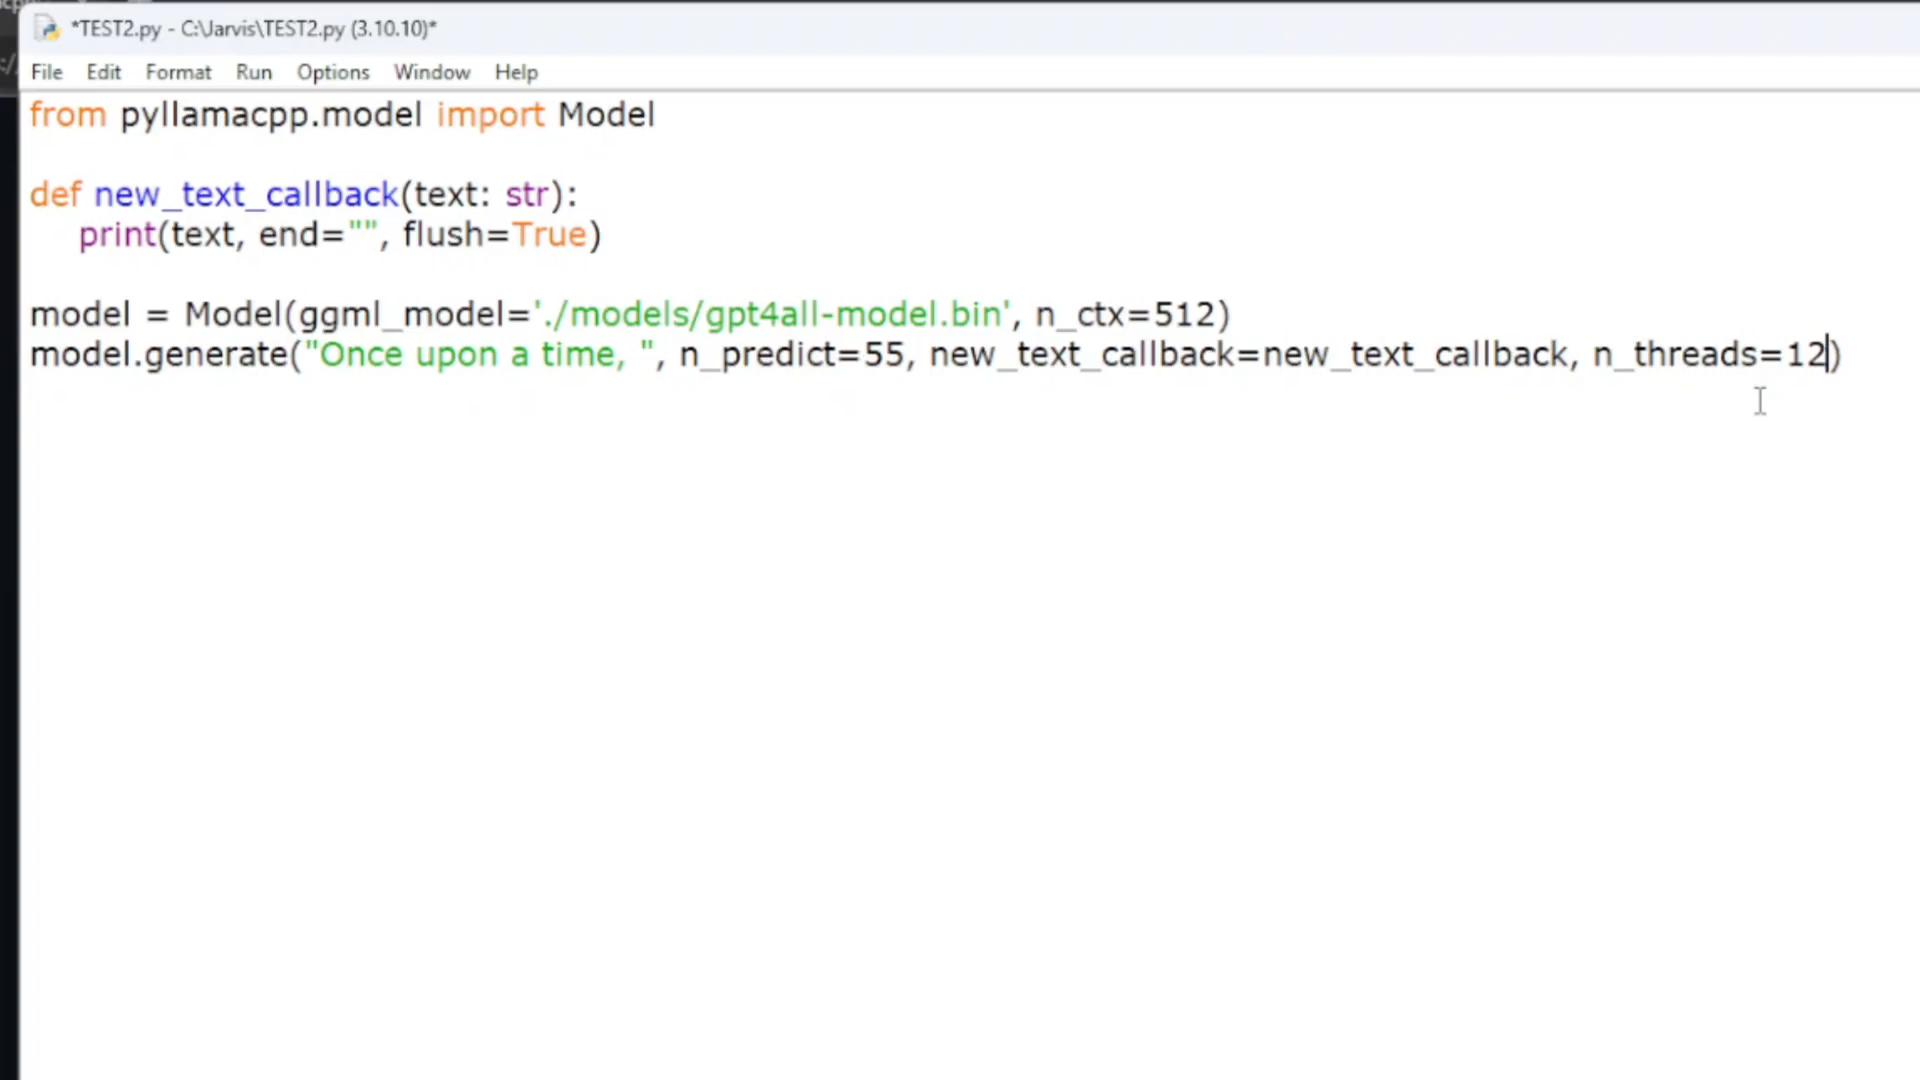 *TEST2.py - C:\Jarvis\TEST2.py (3.10.10)*
File Edit Format Run Options Window Help
from pyllamacpp.model import Model
def new_text_callback(text: str):
print(text, end="", flush=True)
model = Model(ggml_model='./models/gpt4all-model.bin', n_ctx=512)
model.generate("Once upon a time, ", n_predict=55, new_text_callback=new_text_callback, n_threads=12)